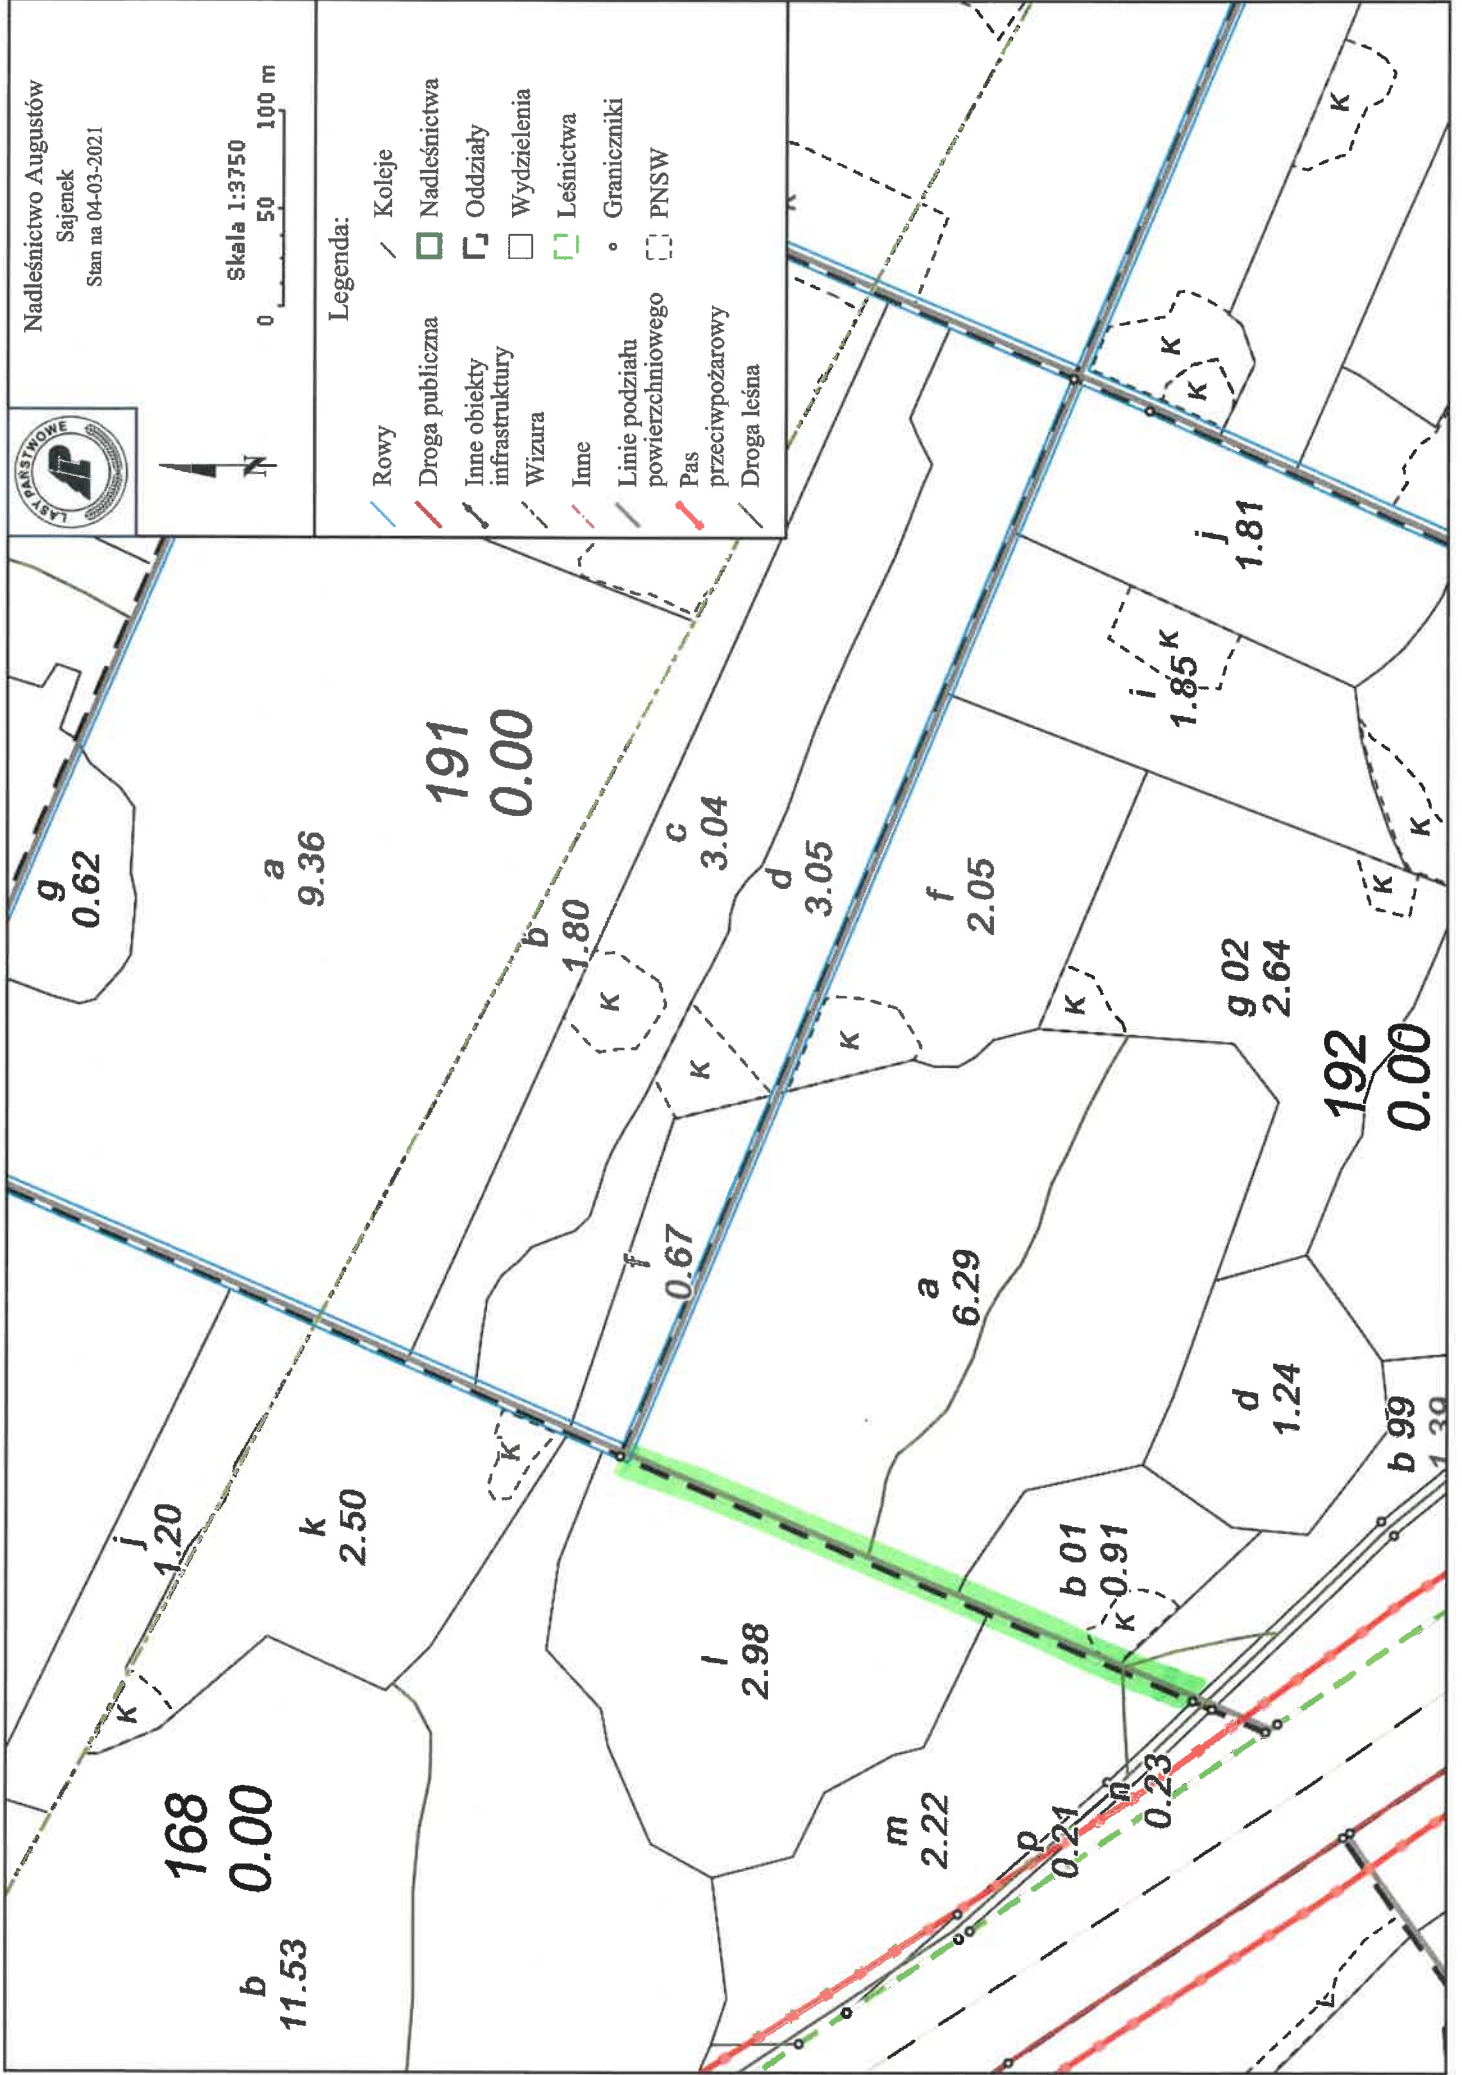 Nadleśnictwo Augustów
Sajenek
Stan na 04-03-2021
LASY PAŃSTWOWE
N
Skala 1:3750
0 50 100 m
Legenda:
Rowy
Droga publiczna
Inne obiekty
infrastruktury
Wizura
Inne
Linie podziału
powierzchniowego
Pas
przeciwpożarowy
Droga leśna
Koleje
Nadleśnictwa
Oddziały
Wydzielenia
Leśnictwa
Graniczniki
PNSW
g
0.62
a
9.36
191
0.00
b
1.80
c
3.04
d
3.05
f
0.67
K
K
K
j
1.20
k
2.50
K
K
168
0.00
b
11.53
l
2.98
m
2.22
p
0.21
n
0.23
a
6.29
f
2.05
K
K
g 02
2.64
192
0.00
d
1.24
b 01
0.91
K
b 99
1.39
i
1.85
K
j
1.81
K
K
K
K
K
L